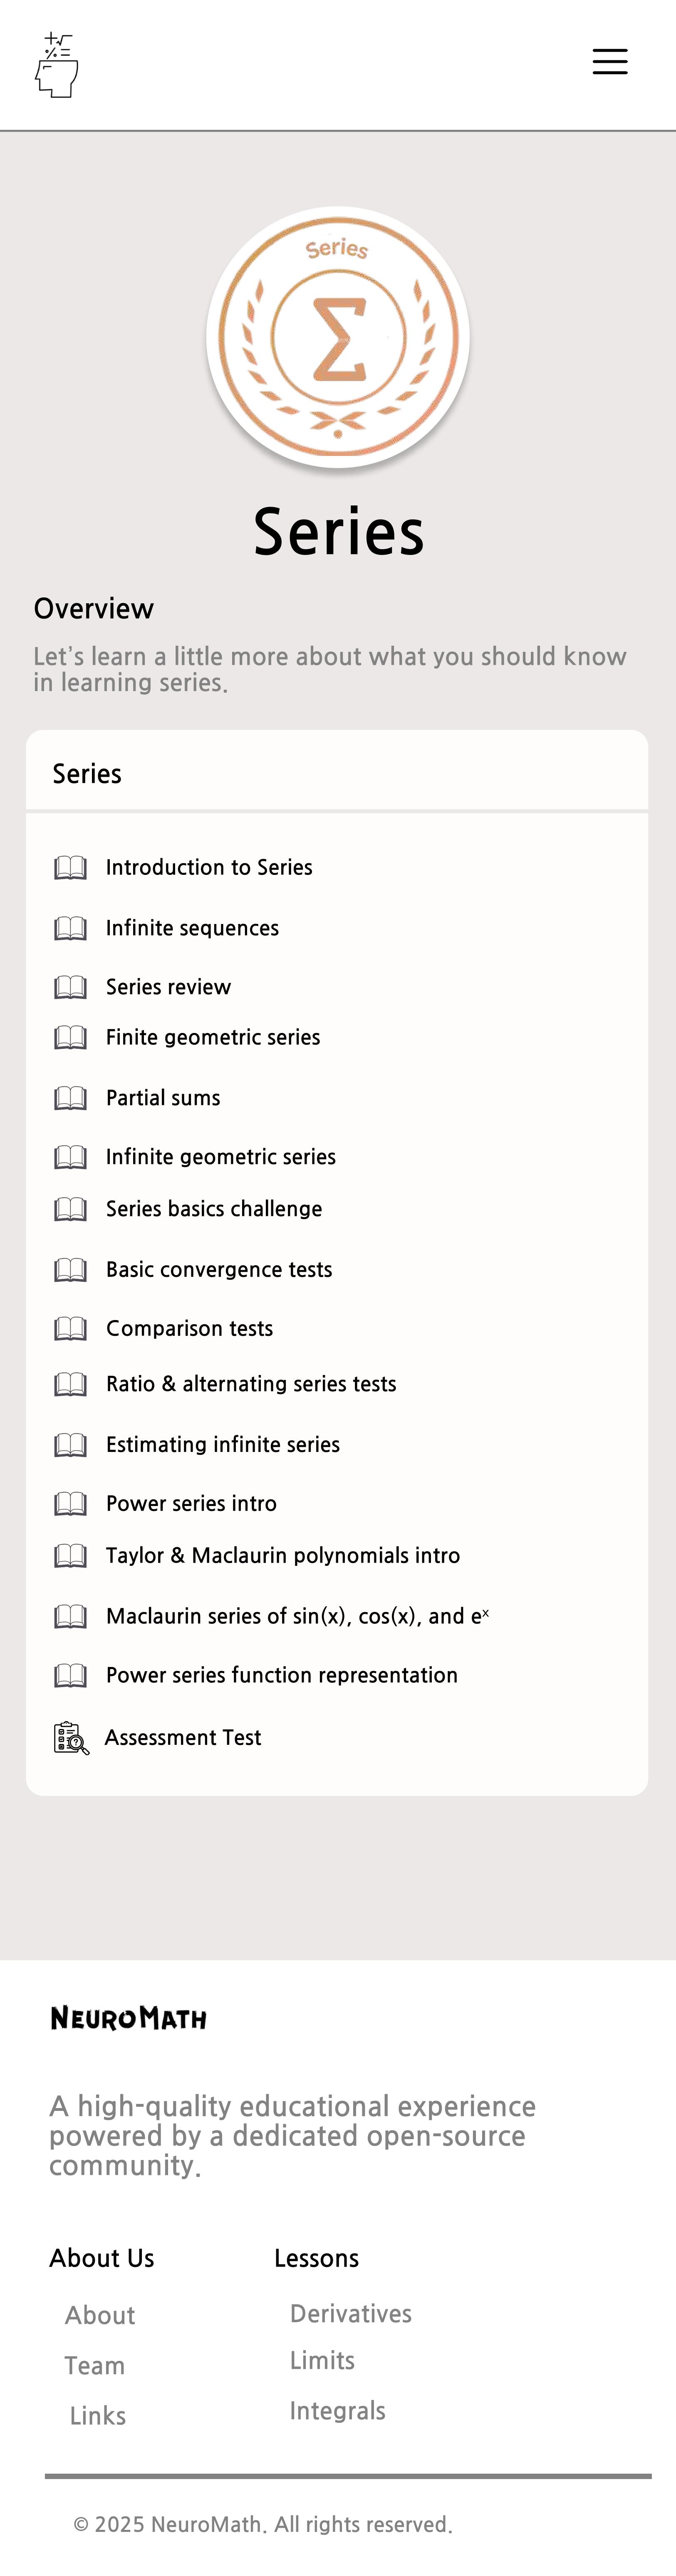 Series
Σ
Series
Overview
Let’s learn a little more about what you should know
in learning series.
Series
Introduction to Series
Infinite sequences
Series review
Finite geometric series
Partial sums
Infinite geometric series
Series basics challenge
Basic convergence tests
Comparison tests
Ratio & alternating series tests
Estimating infinite series
Power series intro
Taylor & Maclaurin polynomials intro
Maclaurin series of sin(x), cos(x), and eˣ
Power series function representation
Assessment Test
NEUROMATH
A high-quality educational experience
powered by a dedicated open-source
community.
About Us
About
Team
Links
Lessons
Derivatives
Limits
Integrals
© 2025 NeuroMath. All rights reserved.